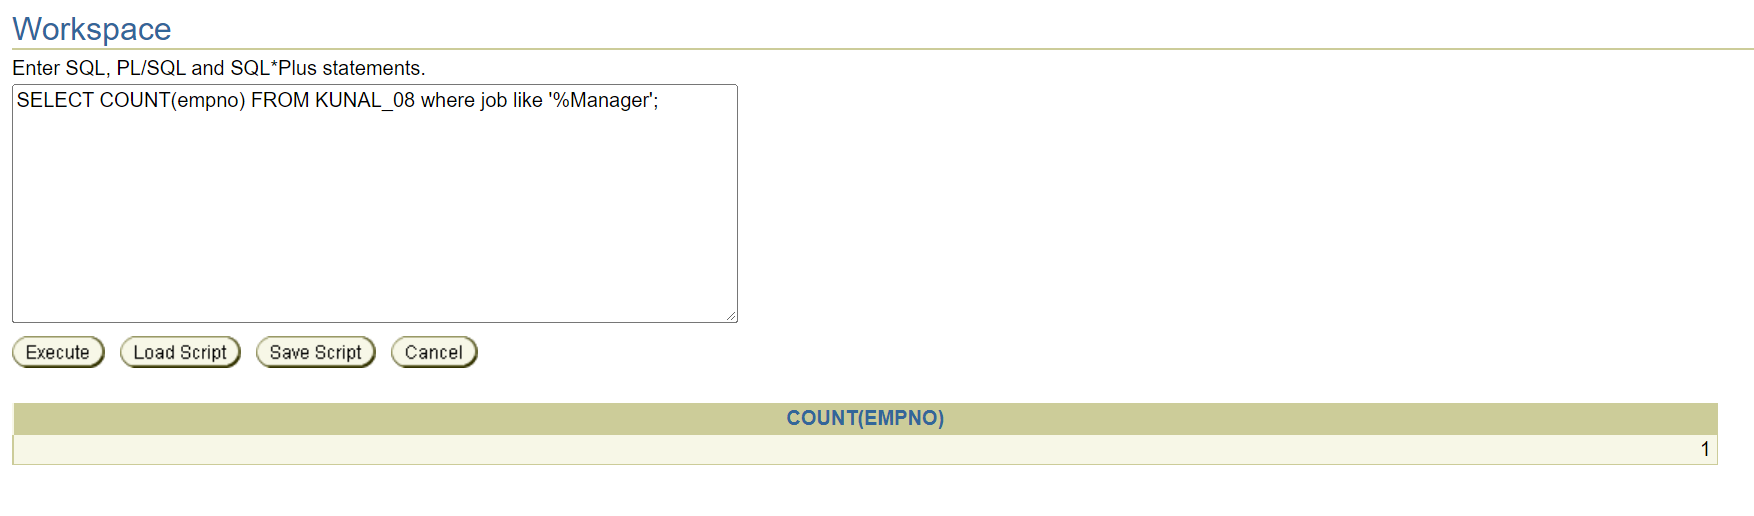 Workspace
Enter SQL, PL/SQL and SQL*Plus statements.
SELECT COUNT(empno) FROM KUNAL_08 where job like '%Manager';
Execute Load Script Save Script Cancel
COUNT(EMPNO)
1